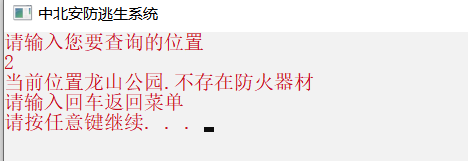 中北安防逃生系统
请输入您要查询的位置
2
当前位置龙山公园.不存在防火器材
请输入回车返回菜单
请按任意键继续. . .